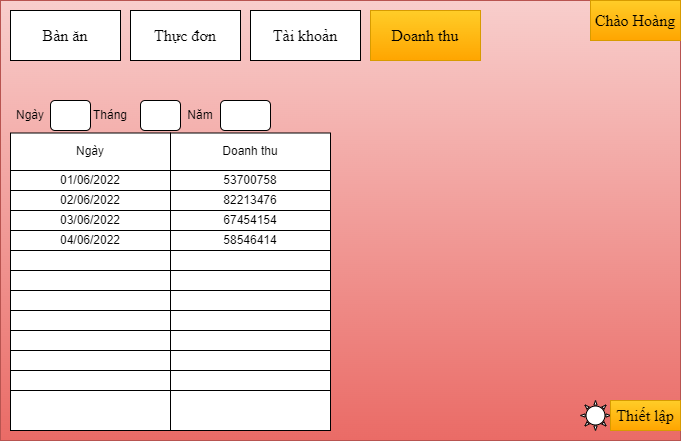 Bàn ăn Thực đơn Tài khoản Doanh thu Chào Hoàng
Ngày Tháng Năm
Ngày Doanh thu
01/06/2022 53700758
02/06/2022 82213476
03/06/2022 67454154
04/06/2022 58546414
Thiết lập